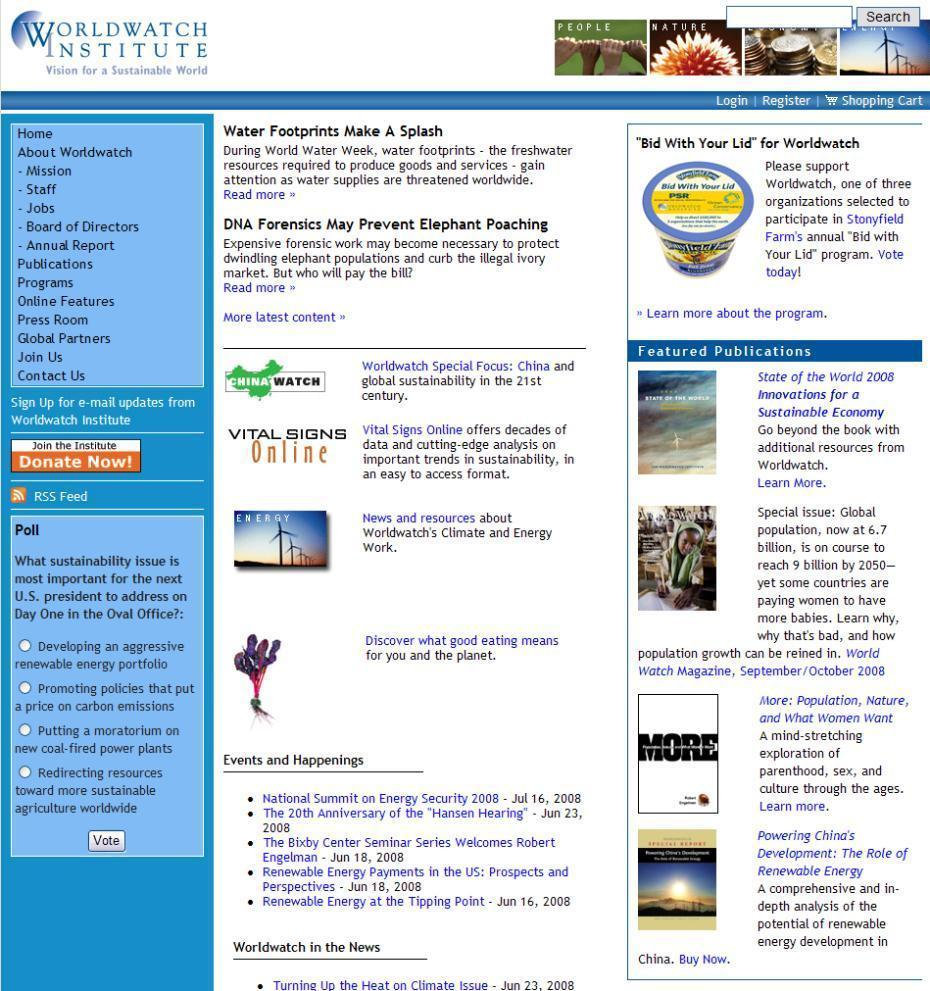 WORLDWATCH
INSTITUTE
Vision for a Sustainable World
PEOPLE
NATURE
Search
Login | Register | Shopping Cart
Home
About Worldwatch
- Mission
- Staff
- Jobs
- Board of Directors
- Annual Report
Publications
Programs
Online Features
Press Room
Global Partners
Join Us
Contact Us
Sign Up for e-mail updates from
Worldwatch Institute
Join the Institute
Donate Now!
RSS Feed
Poll
What sustainability issue is
most important for the next
U.S. president to address on
Day One in the Oval Office?:
Developing an aggressive
renewable energy portfolio
Promoting policies that put
a price on carbon emissions
Putting a moratorium on
new coal-fired power plants
Redirecting resources
toward more sustainable
agriculture worldwide
Vote
Water Footprints Make A Splash
During World Water Week, water footprints - the freshwater
resources required to produce goods and services - gain
attention as water supplies are threatened worldwide.
Read more »
DNA Forensics May Prevent Elephant Poaching
Expensive forensic work may become necessary to protect
dwindling elephant populations and curb the illegal ivory
market. But who will pay the bill?
Read more »
More latest content »
CHINA WATCH
Worldwatch Special Focus: China and
global sustainability in the 21st
century.
VITAL SIGNS
Online
Vital Signs Online offers decades of
data and cutting-edge analysis on
important trends in sustainability, in
an easy to access format.
ENERGY
News and resources about
Worldwatch's Climate and Energy
Work.
Discover what good eating means
for you and the planet.
Events and Happenings
• National Summit on Energy Security 2008 - Jul 16, 2008
• The 20th Anniversary of the "Hansen Hearing" - Jun 23,
2008
• The Bixby Center Seminar Series Welcomes Robert
Engelman - Jun 18, 2008
• Renewable Energy Payments in the US: Prospects and
Perspectives - Jun 18, 2008
• Renewable Energy at the Tipping Point - Jun 16, 2008
Worldwatch in the News
• Turning Up the Heat on Climate Issue - Jun 23, 2008
"Bid With Your Lid" for Worldwatch
Stonyfield Farm
Bid With Your Lid
PSR
Please support
Worldwatch, one of three
organizations selected to
participate in Stonyfield
Farm's annual "Bid with
Your Lid" program. Vote
today!
» Learn more about the program.
Featured Publications
STATE OF THE WORLD
State of the World 2008
Innovations for a
Sustainable Economy
Go beyond the book with
additional resources from
Worldwatch.
Learn More.
Special issue: Global
population, now at 6.7
billion, is on course to
reach 9 billion by 2050—
yet some countries are
paying women to have
more babies. Learn why,
why that's bad, and how
population growth can be reined in. World
Watch Magazine, September/October 2008
MORE
Robert
Engelman
More: Population, Nature,
and What Women Want
A mind-stretching
exploration of
parenthood, sex, and
culture through the ages.
Learn more.
SPECIAL REPORT
Powering China's Development
The Role of Renewable Energy
Powering China's
Development: The Role of
Renewable Energy
A comprehensive and in-
depth analysis of the
potential of renewable
energy development in
China. Buy Now.